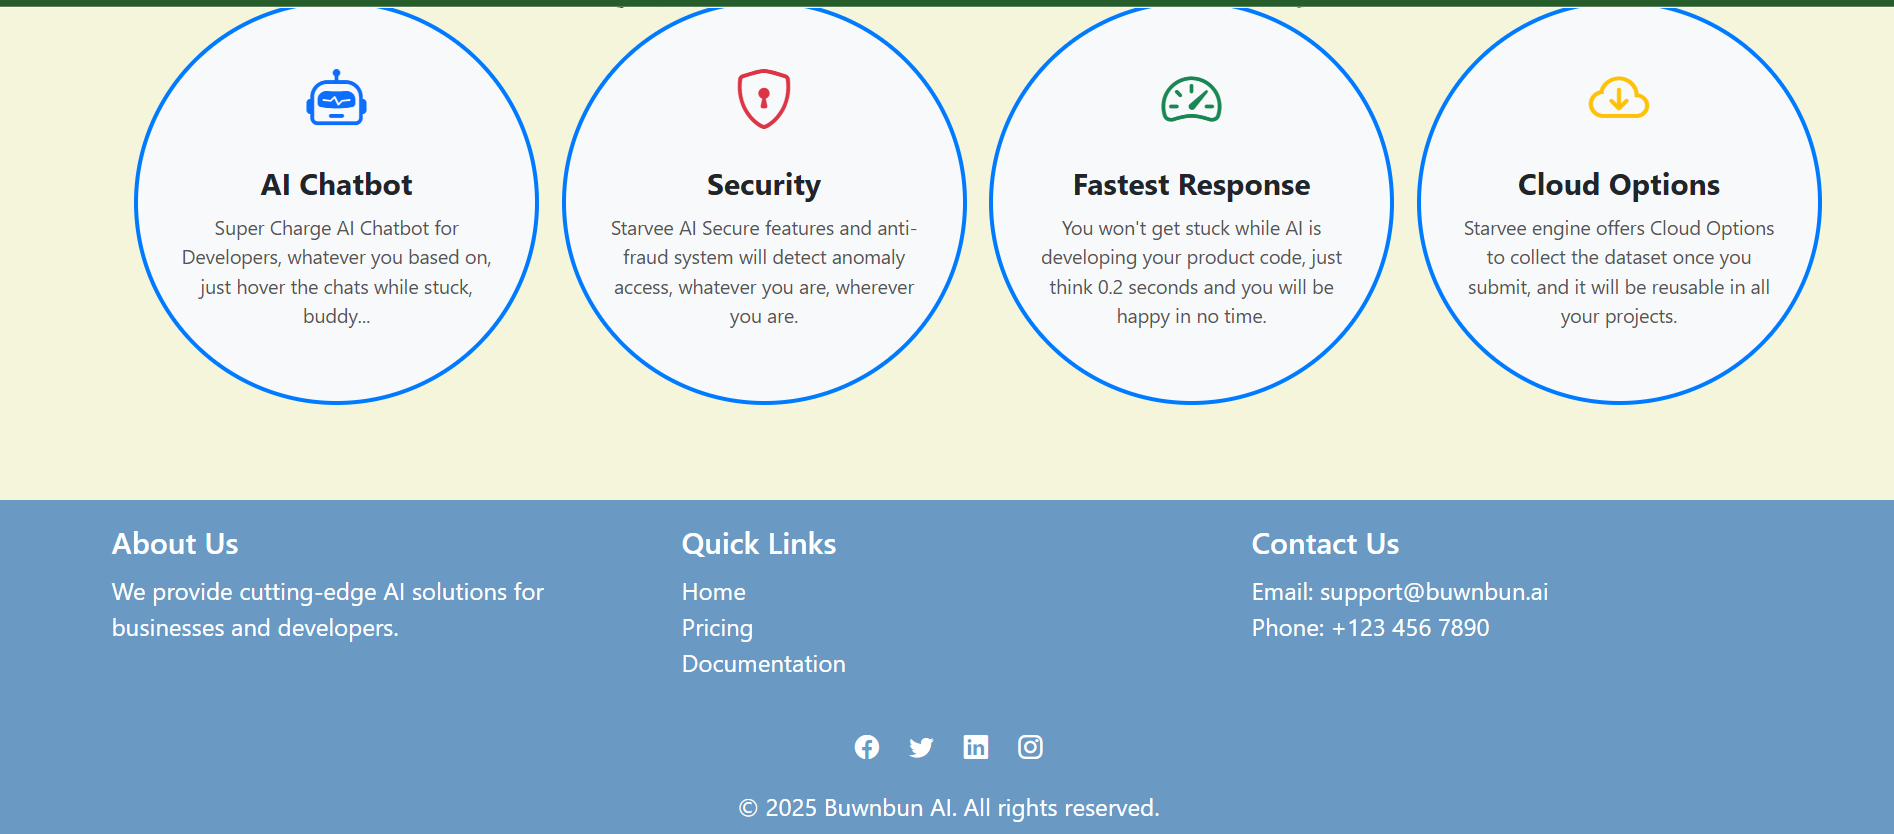 AI Chatbot
Super Charge AI Chatbot for
Developers, whatever you based on,
just hover the chats while stuck,
buddy...
Security
Starvee AI Secure features and anti-
fraud system will detect anomaly
access, whatever you are, wherever
you are.
Fastest Response
You won't get stuck while AI is
developing your product code, just
think 0.2 seconds and you will be
happy in no time.
Cloud Options
Starvee engine offers Cloud Options
to collect the dataset once you
submit, and it will be reusable in all
your projects.
About Us
We provide cutting-edge AI solutions for
businesses and developers.
Quick Links
Home
Pricing
Documentation
Contact Us
Email: support@buwnbun.ai
Phone: +123 456 7890
© 2025 Buwnbun AI. All rights reserved.